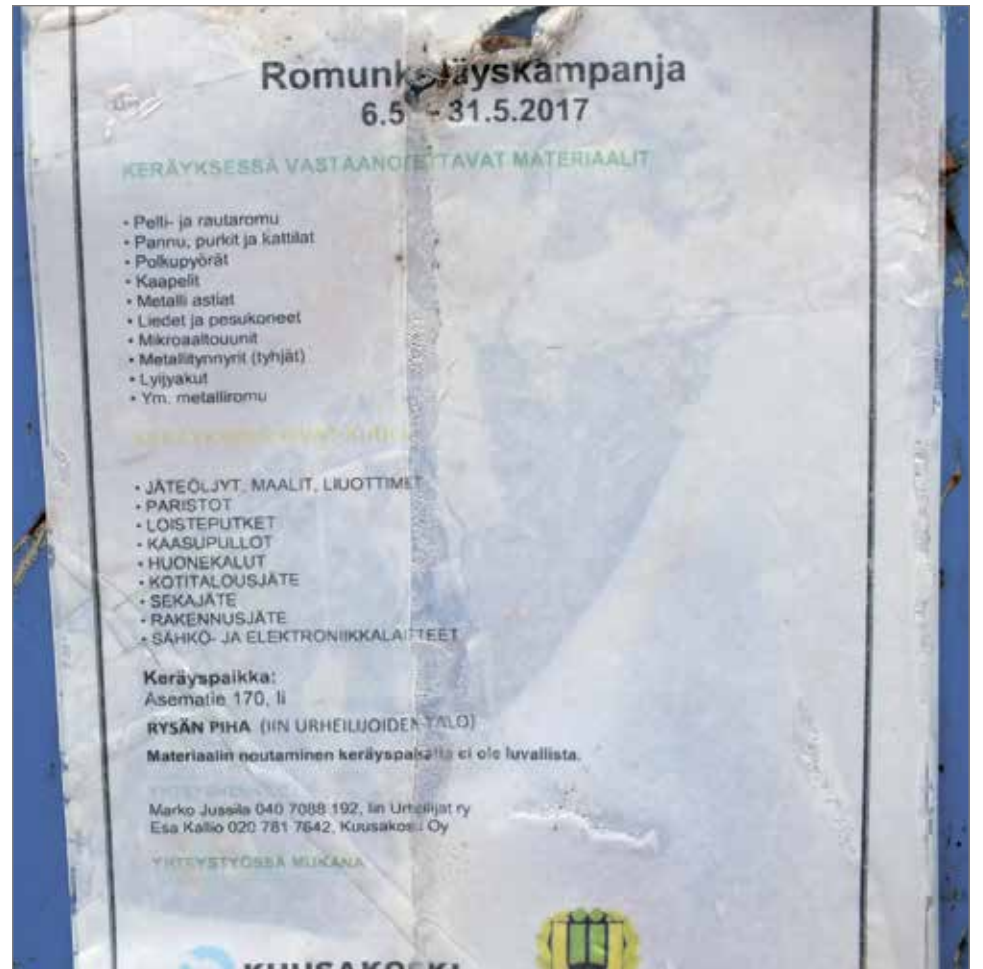 6.5 - 31.5.2017
KERÄYKSESSÄ VASTAANOTETTAVAT MATERIAALIT
• Pelti- ja rautaromu
• Pannu, purkit ja kattilat
• Polkupyörät
• Kaapelit
• Metalli astiat
• Liedet ja pesukoneet
• Mikroaaltouunit
• Metallitynnyrit (tyhjät)
• Lyijyakut
• Ym. metalliromu
• JÄTEÖLJYT, MAALIT, LIUOTTIMET
• PARISTOT
• LOISTEPUTKET
• KAASUPULLOT
• HUONEKALUT
• KOTITALOUSJÄTE
• SEKAJÄTE
• RAKENNUSJÄTE
• SÄHKO- JA ELEKTRONIIKKALAITTEET
Keräyspaikka:
Asematie 170, Ii
RYSÄN PIHA (IIN URHEILIJOIDEN TALO)
Materiaalin noutaminen keräyspaikalta ei ole luvallista.
Marko Jussila 040 7088 192, Iin Urheilijat ry
Esa Kallio 020 781 7642, Kuusakoski Oy
YHTEYSTYÖSSÄ MUKANA
KUUSAKOSKI